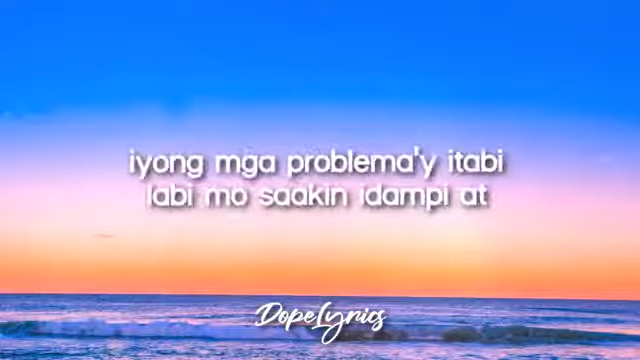 iyong mga problema'y itabi
labi mo saakin idampi at
DopeLyrics